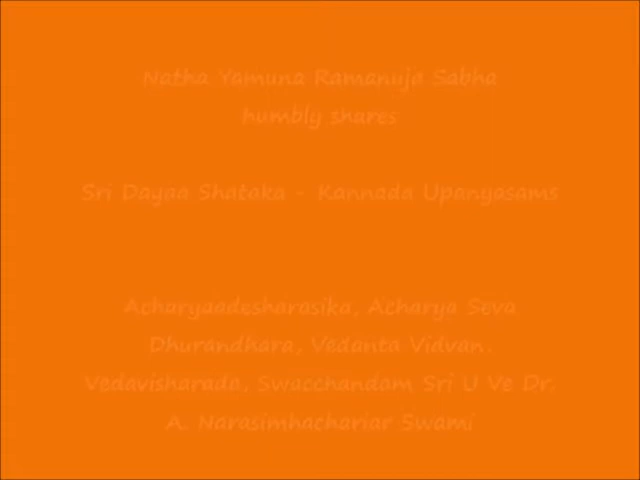 Natha Yamuna Ramanuja Sabha
humbly shares
Sri Dayaa Shataka - Kannada Upanyasams
Acharyaadesharasika, Acharya Seva
Dhurandhara, Vedanta Vidvan,
Vedavisharada, Swacchandam Sri U Ve Dr.
A. Narasimhachariar Swami